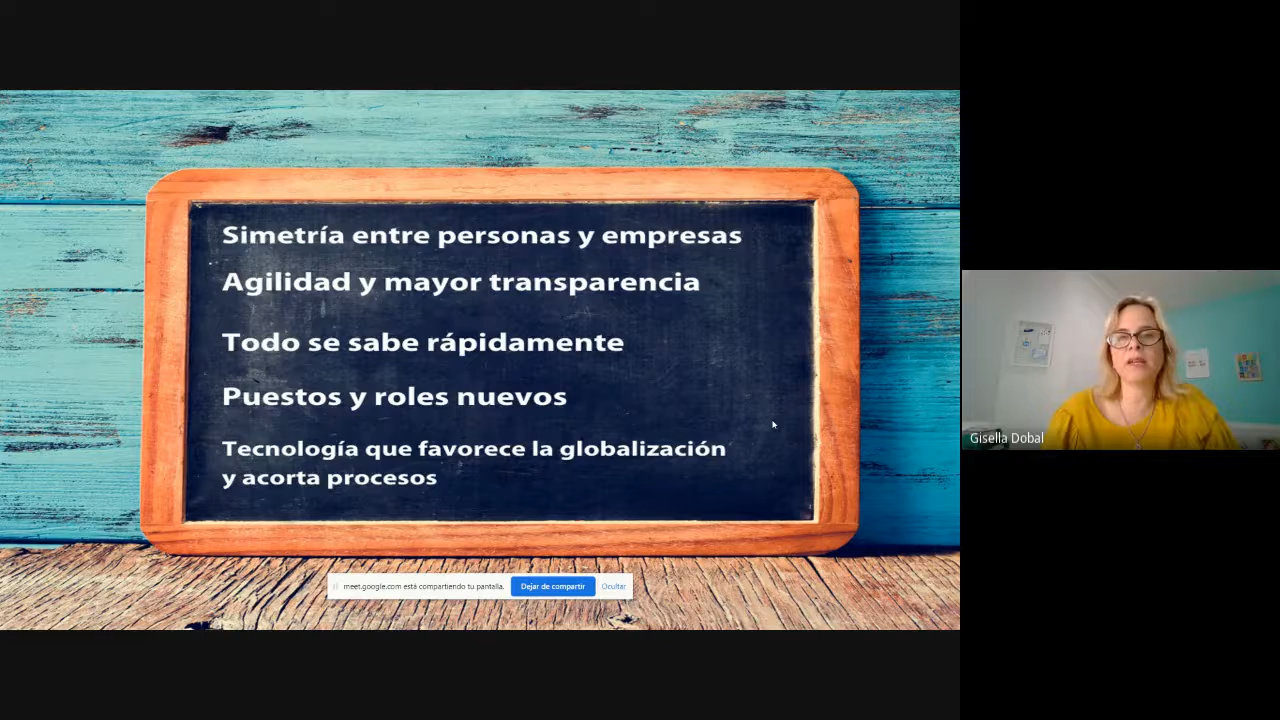 Simetría entre personas y empresas
Agilidad y mayor transparencia
Todo se sabe rápidamente
Puestos y roles nuevos
Tecnología que favorece la globalización
y acorta procesos
meet.google.com está compartiendo tu pantalla.
Dejar de compartir
Ocultar
Gisella Dobal